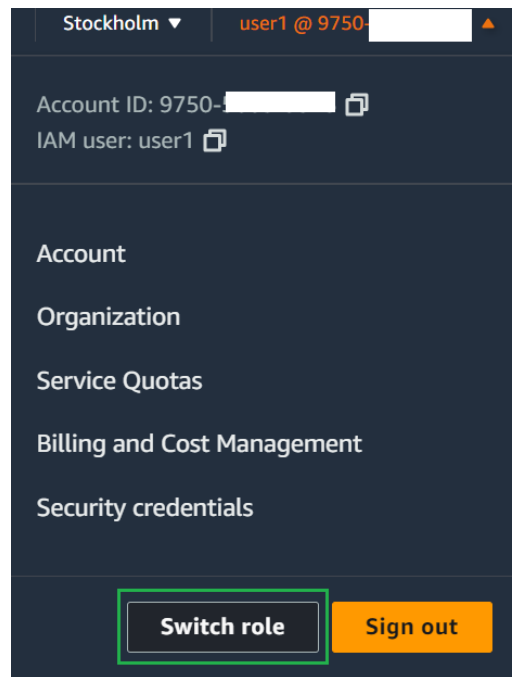 Stockholm ▼ user1 @ 9750-
Account ID: 9750-
IAM user: user1
Account
Organization
Service Quotas
Billing and Cost Management
Security credentials
Switch role Sign out